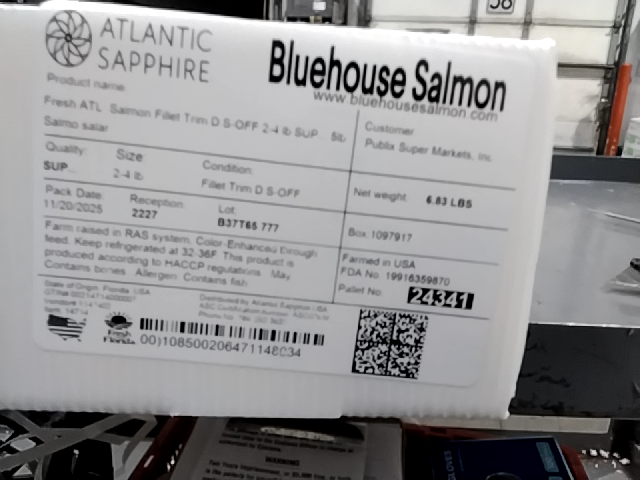 38
ATLANTIC
SAPPHIRE
Bluehouse Salmon
www.bluehousesalmon.com
Product name
Fresh ATL Salmon Fillet Trim D S-OFF 2-4 lb SUP 5lb
Salmo salar
Customer
Publix Super Markets, Inc.
Quality
SUP
Size
2-4 lb
Condition
Fillet Trim D S-OFF
Net weight 6.83 LBS
Pack Date
11/20/2025
Reception
2227
Lot
B37T65 777
Box 1097917
Farm raised in RAS system, Color-Enhanced through
feed. Keep refrigerated at 32-36F This product is
produced according to HACCP regulations May
Contains bones. Allergen: Contains fish
Farmed in USA
FDA No. 19916359870
Pallet No. 24341
State of Origin: Florida, USA
Distributed by Atlantic Sapphire USA
Fresh
WARNING
GLOVES